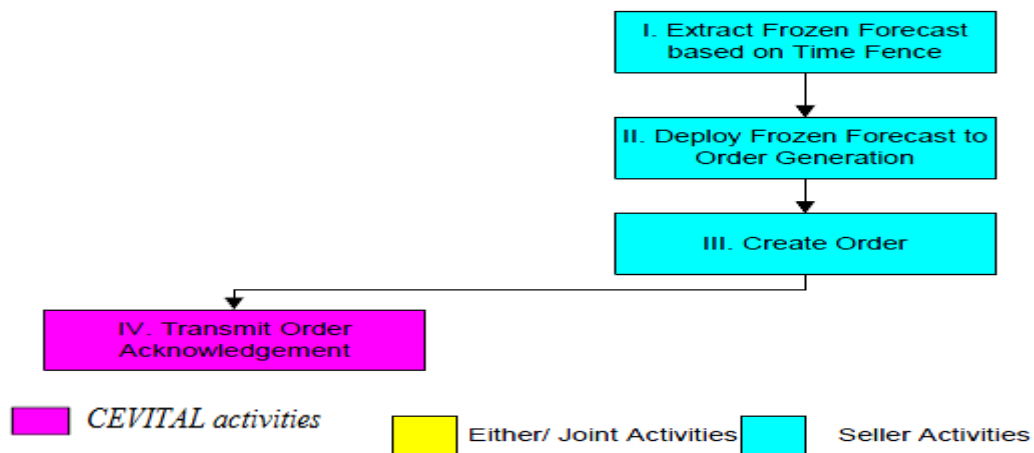 I. Extract Frozen Forecast
based on Time Fence
II. Deploy Frozen Forecast to
Order Generation
III. Create Order
IV. Transmit Order
Acknowledgement
CEVITAL activities
Either/ Joint Activities
Seller Activities